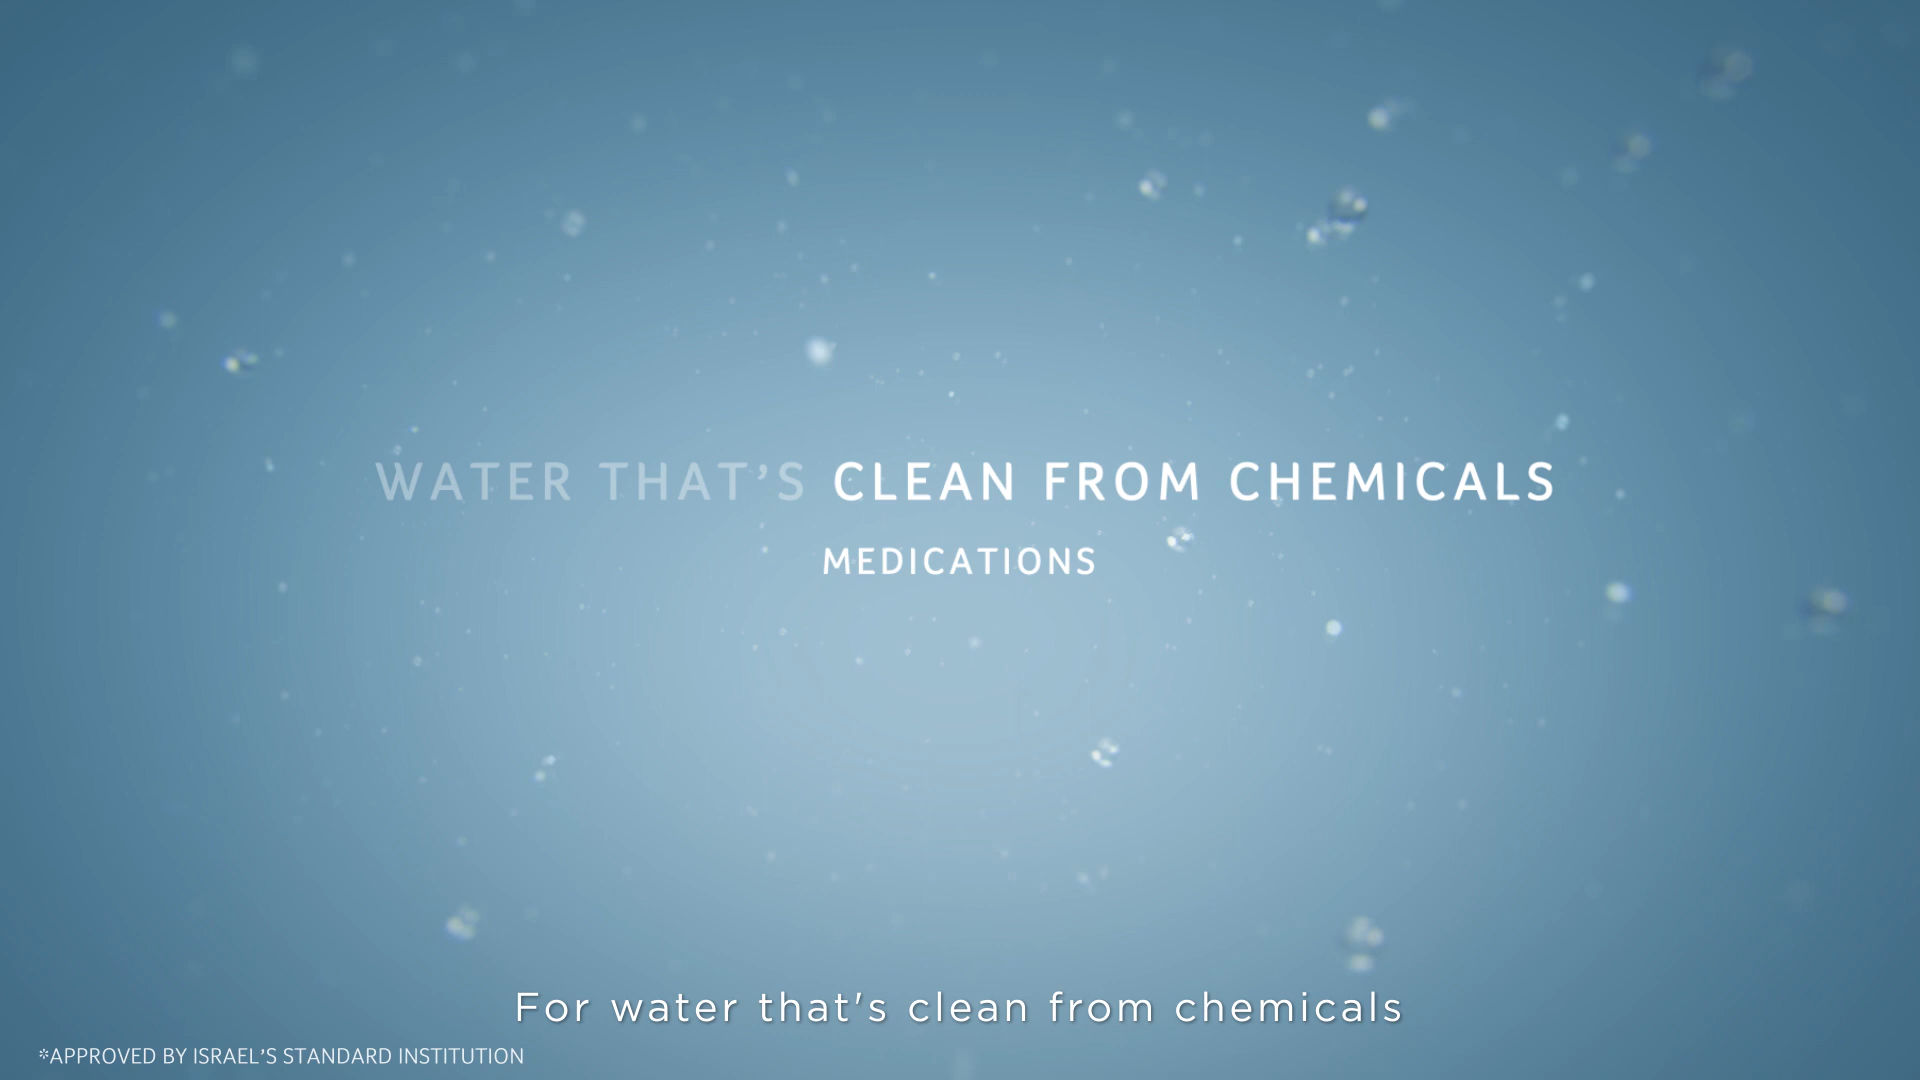 WATER THAT’S CLEAN FROM CHEMICALS
MEDICATIONS
For water that's clean from chemicals
*APPROVED BY ISRAEL’S STANDARD INSTITUTION